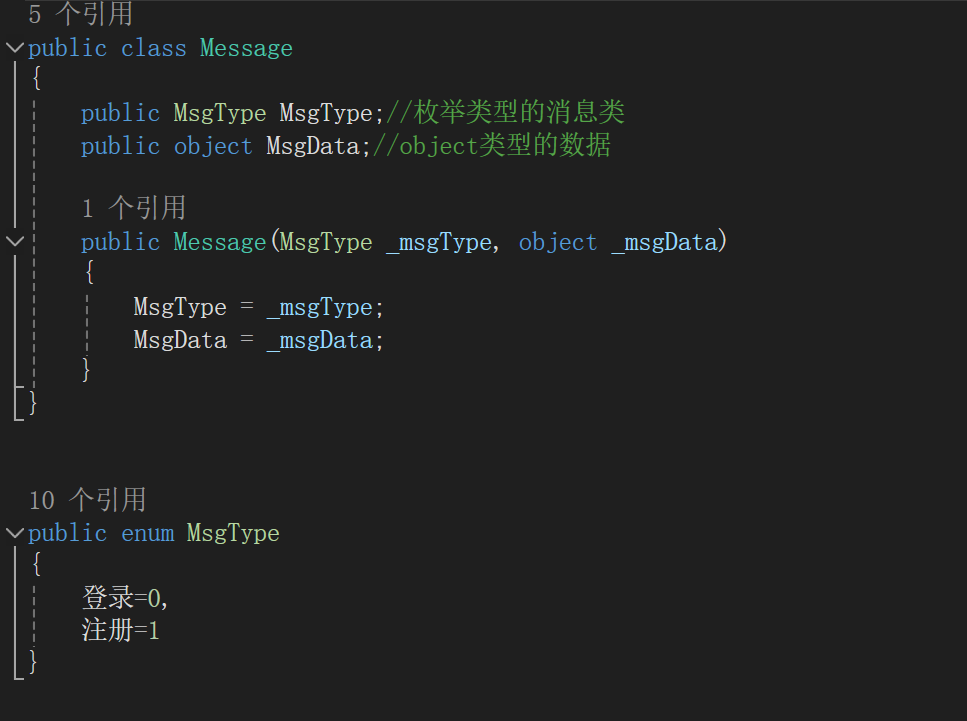 5 个引用
public class Message
{
public MsgType MsgType;//枚举类型的消息类
public object MsgData;//object类型的数据
1 个引用
public Message(MsgType _msgType, object _msgData)
{
MsgType = _msgType;
MsgData = _msgData;
}
}
10 个引用
public enum MsgType
{
登录=0,
注册=1
}